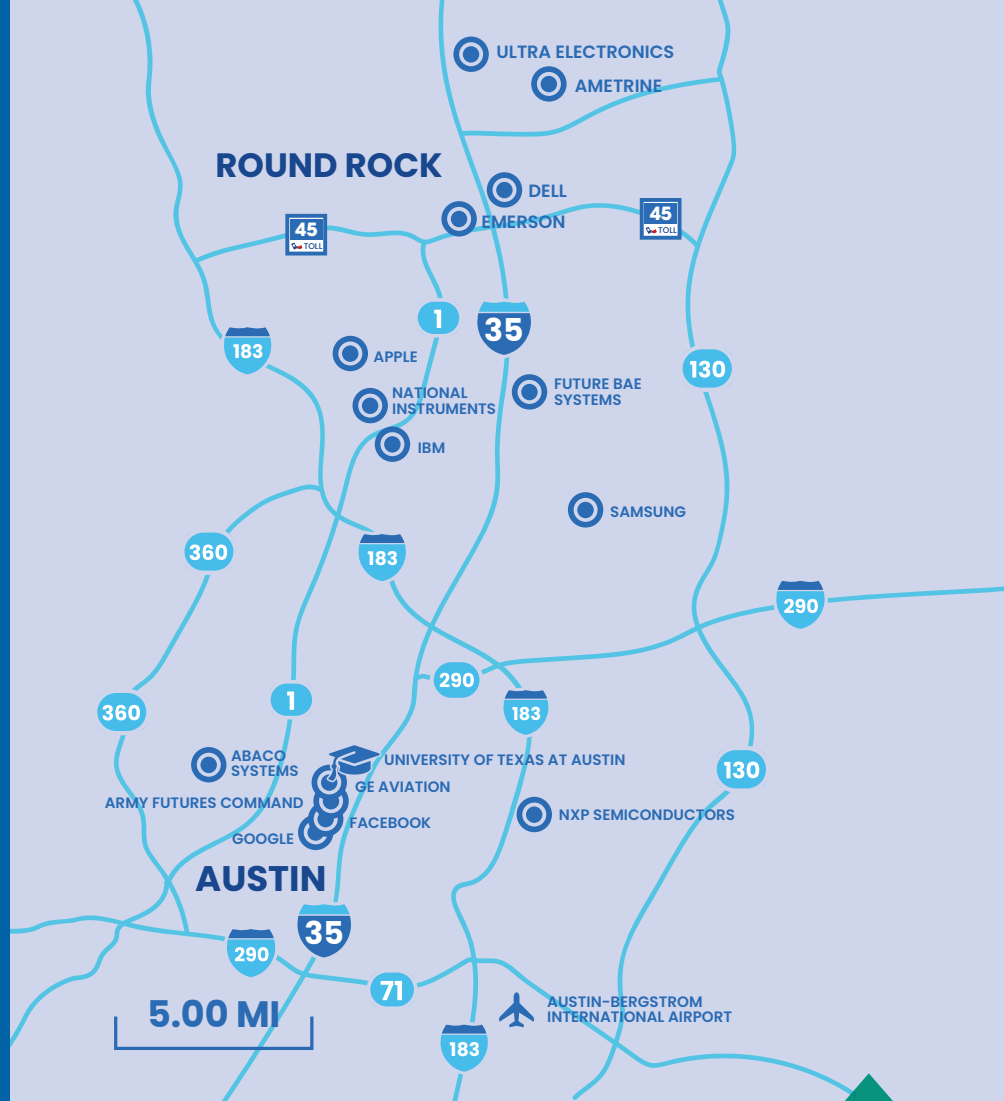 ULTRA ELECTRONICS
AMETRINE
ROUND ROCK
DELL
EMERSON
45
TOLL
45
TOLL
1
35
183
APPLE
130
NATIONAL
INSTRUMENTS
FUTURE BAE
SYSTEMS
IBM
SAMSUNG
360
183
290
290
360
1
183
ABACO
SYSTEMS
UNIVERSITY OF TEXAS AT AUSTIN
130
GE AVIATION
ARMY FUTURES COMMAND
FACEBOOK
NXP SEMICONDUCTORS
GOOGLE
AUSTIN
35
290
71
5.00 MI
AUSTIN-BERGSTROM
INTERNATIONAL AIRPORT
183